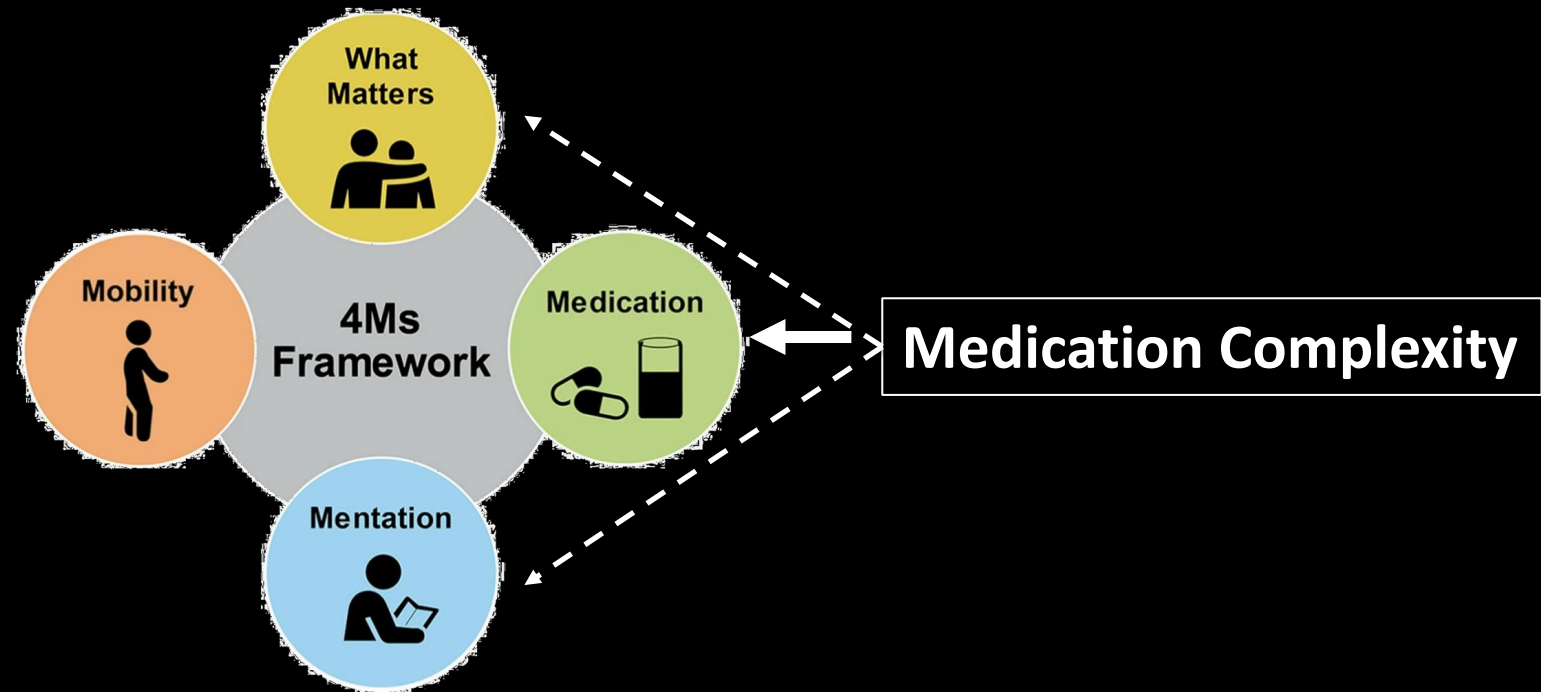 What
Matters
Mobility
4Ms
Framework
Medication
Medication Complexity
Mentation